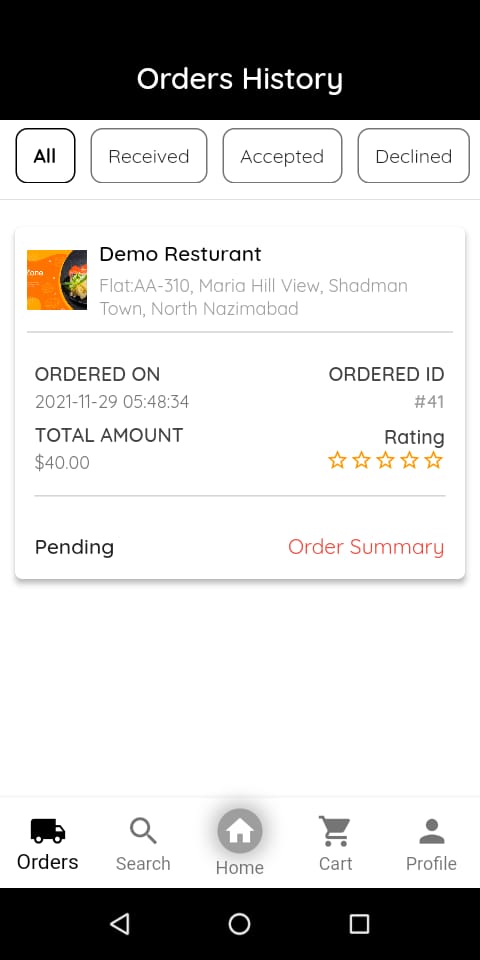 Orders History
All
Received
Accepted
Declined
Demo Resturant
Flat:AA-310, Maria Hill View, Shadman
Town, North Nazimabad
ORDERED ON
ORDERED ID
2021-11-29 05:48:34
#41
TOTAL AMOUNT
Rating
$40.00
Pending
Order Summary
Orders
Search
Home
Cart
Profile